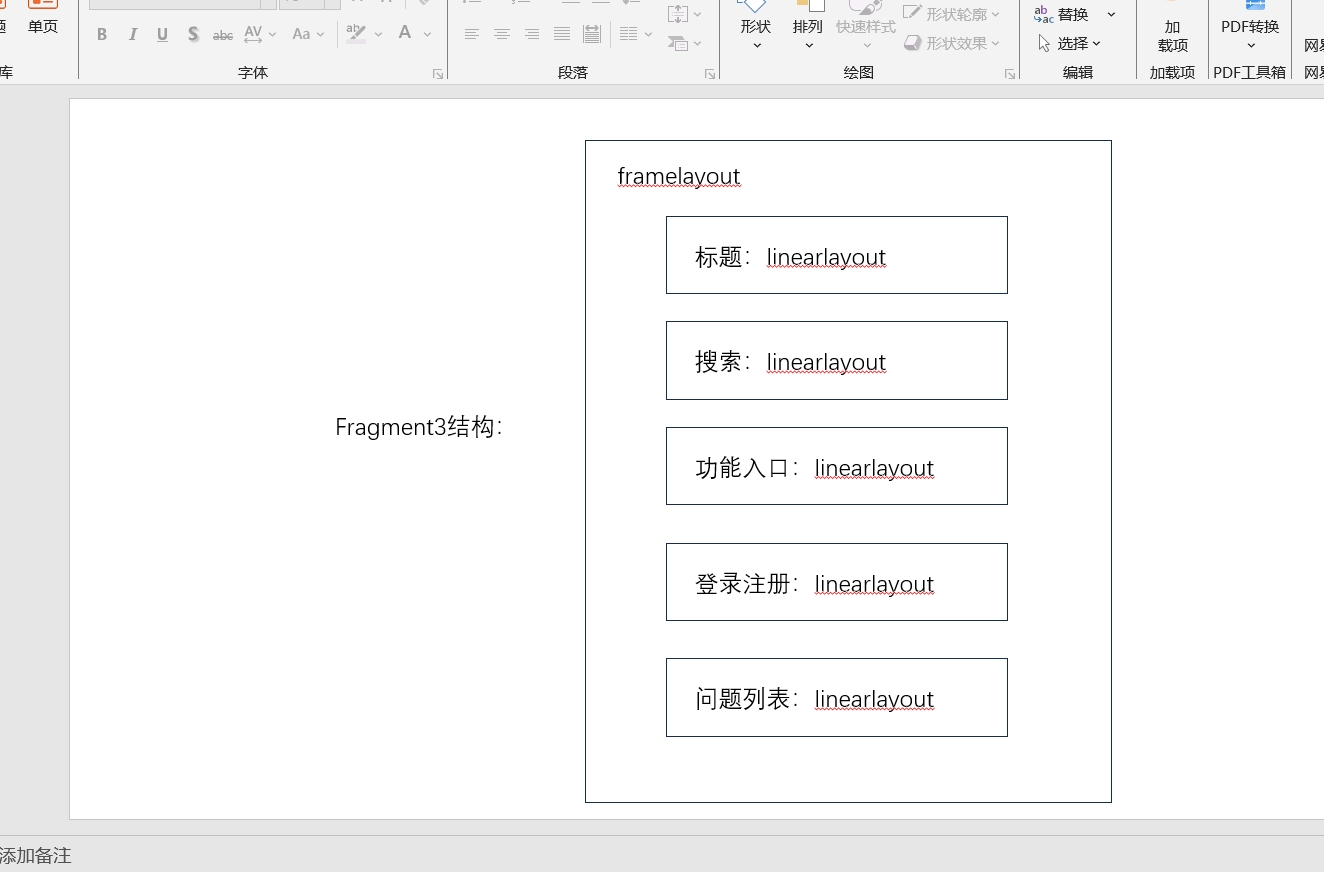 单页
B I U S abc AV Aa ab A
形状
排列
快速样式
形状轮廓
形状效果
ab ac 替换
选择
加
载项
PDF转换
网易
库
字体
段落
绘图
编辑
加载项
PDF工具箱
网易
framelayout
标题：linearlayout
搜索：linearlayout
Fragment3结构：
功能入口：linearlayout
登录注册：linearlayout
问题列表：linearlayout
添加备注